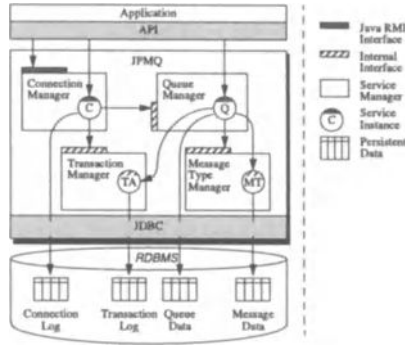 Application
API
JPMQ
Connection
Manager
C
Queue
Manager
Q
Transaction
Manager
TA
Message
Type
Manager
MT
JDBC
RDBMS
Connection
Log
Transaction
Log
Queue
Data
Message
Data
Java RMI
Interface
Internal
Interface
Service
Manager
C
Service
Instance
Persistent
Data